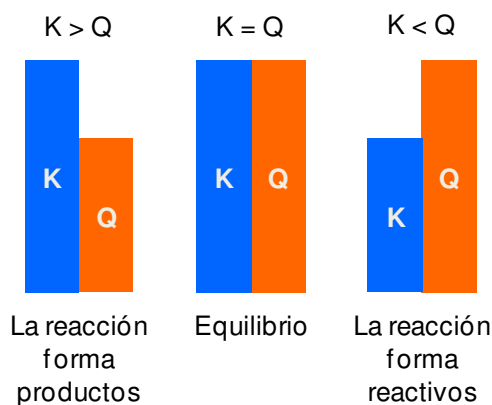 K > Q
K = Q
K < Q
K
Q
K
Q
K
Q
La reacción
forma
productos
Equilibrio
La reacción
forma
reactivos